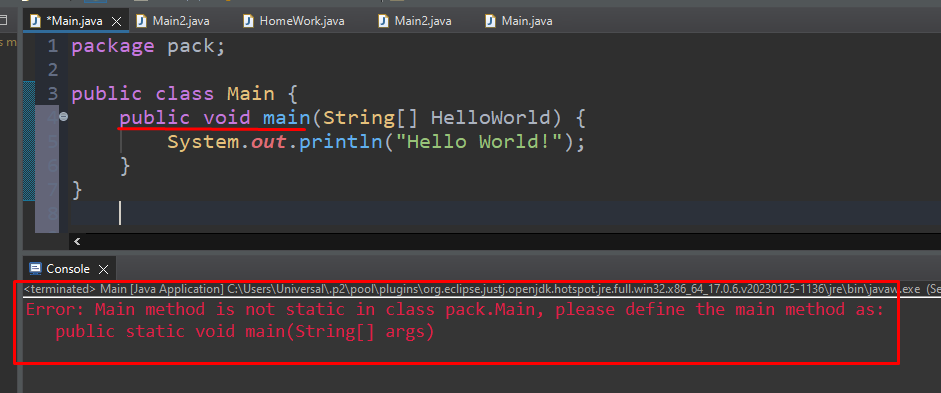 *Main.java
Main2.java
HomeWork.java
Main2.java
Main.java
s m
1 package pack;
2
3 public class Main {
public void main(String[] HelloWorld) {
System.out.println("Hello World!");
}
}
8
Console
<terminated> Main [Java Application] C:\Users\Universal\.p2\pool\plugins\org.eclipse.justj.openjdk.hotspot.jre.full.win32.x86_64_17.0.6.v20230125-1136\jre\bin\javaw.exe (Se
Error: Main method is not static in class pack.Main, please define the main method as:
public static void main(String[] args)